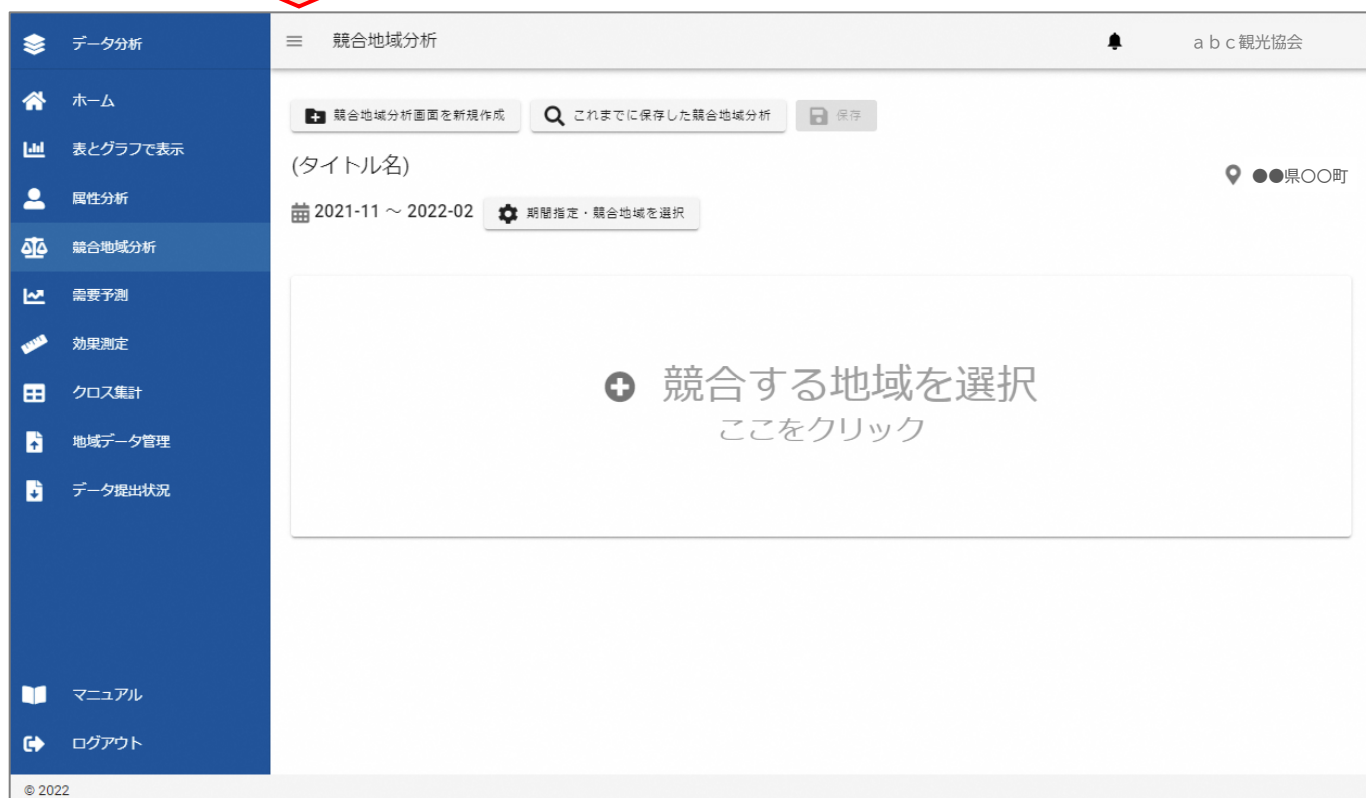 データ分析
競合地域分析
abc観光協会
ホーム
表とグラフで表示
属性分析
競合地域分析
需要予測
効果測定
クロス集計
地域データ管理
データ提出状況
マニュアル
ログアウト
競合地域分析画面を新規作成
これまでに保存した競合地域分析
保存
(タイトル名)
●●県〇〇町
2021-11 ～ 2022-02
期間指定・競合地域を選択
競合する地域を選択
ここをクリック
© 2022